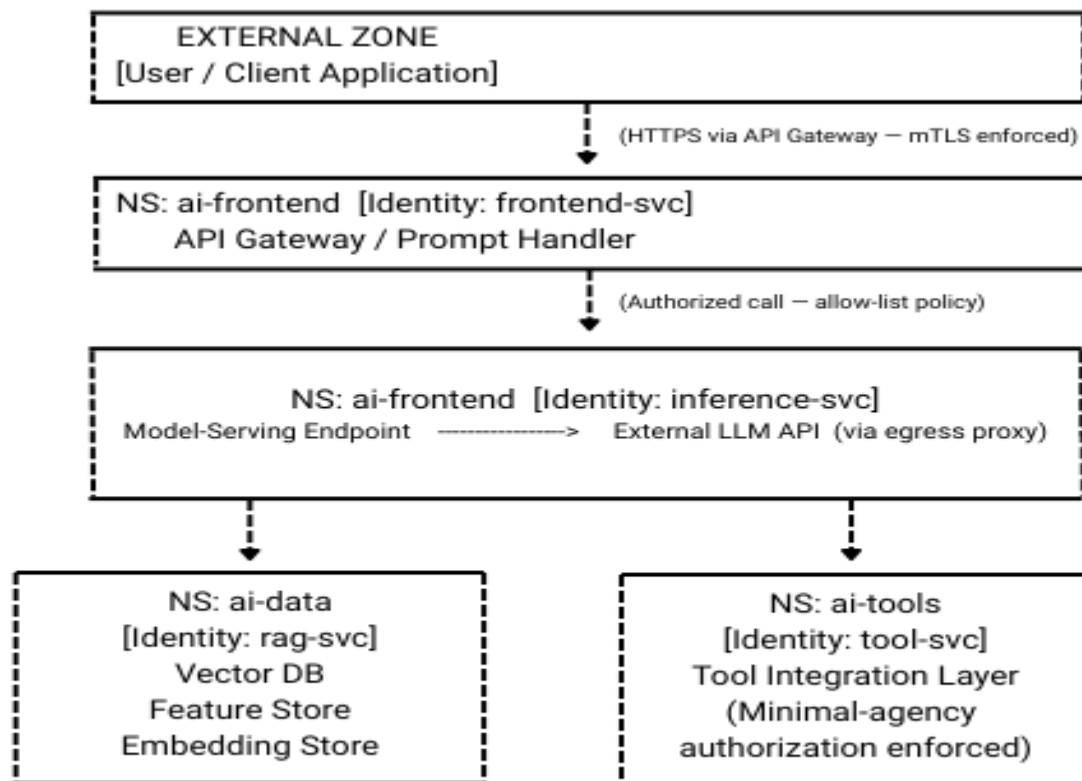 EXTERNAL ZONE
[User / Client Application]
(HTTPS via API Gateway — mTLS enforced)
NS: ai-frontend [Identity: frontend-svc]
API Gateway / Prompt Handler
(Authorized call — allow-list policy)
NS: ai-frontend [Identity: inference-svc]
Model-Serving Endpoint -----------------> External LLM API (via egress proxy)
NS: ai-data
[Identity: rag-svc]
Vector DB
Feature Store
Embedding Store
NS: ai-tools
[Identity: tool-svc]
Tool Integration Layer
(Minimal-agency
authorization enforced)